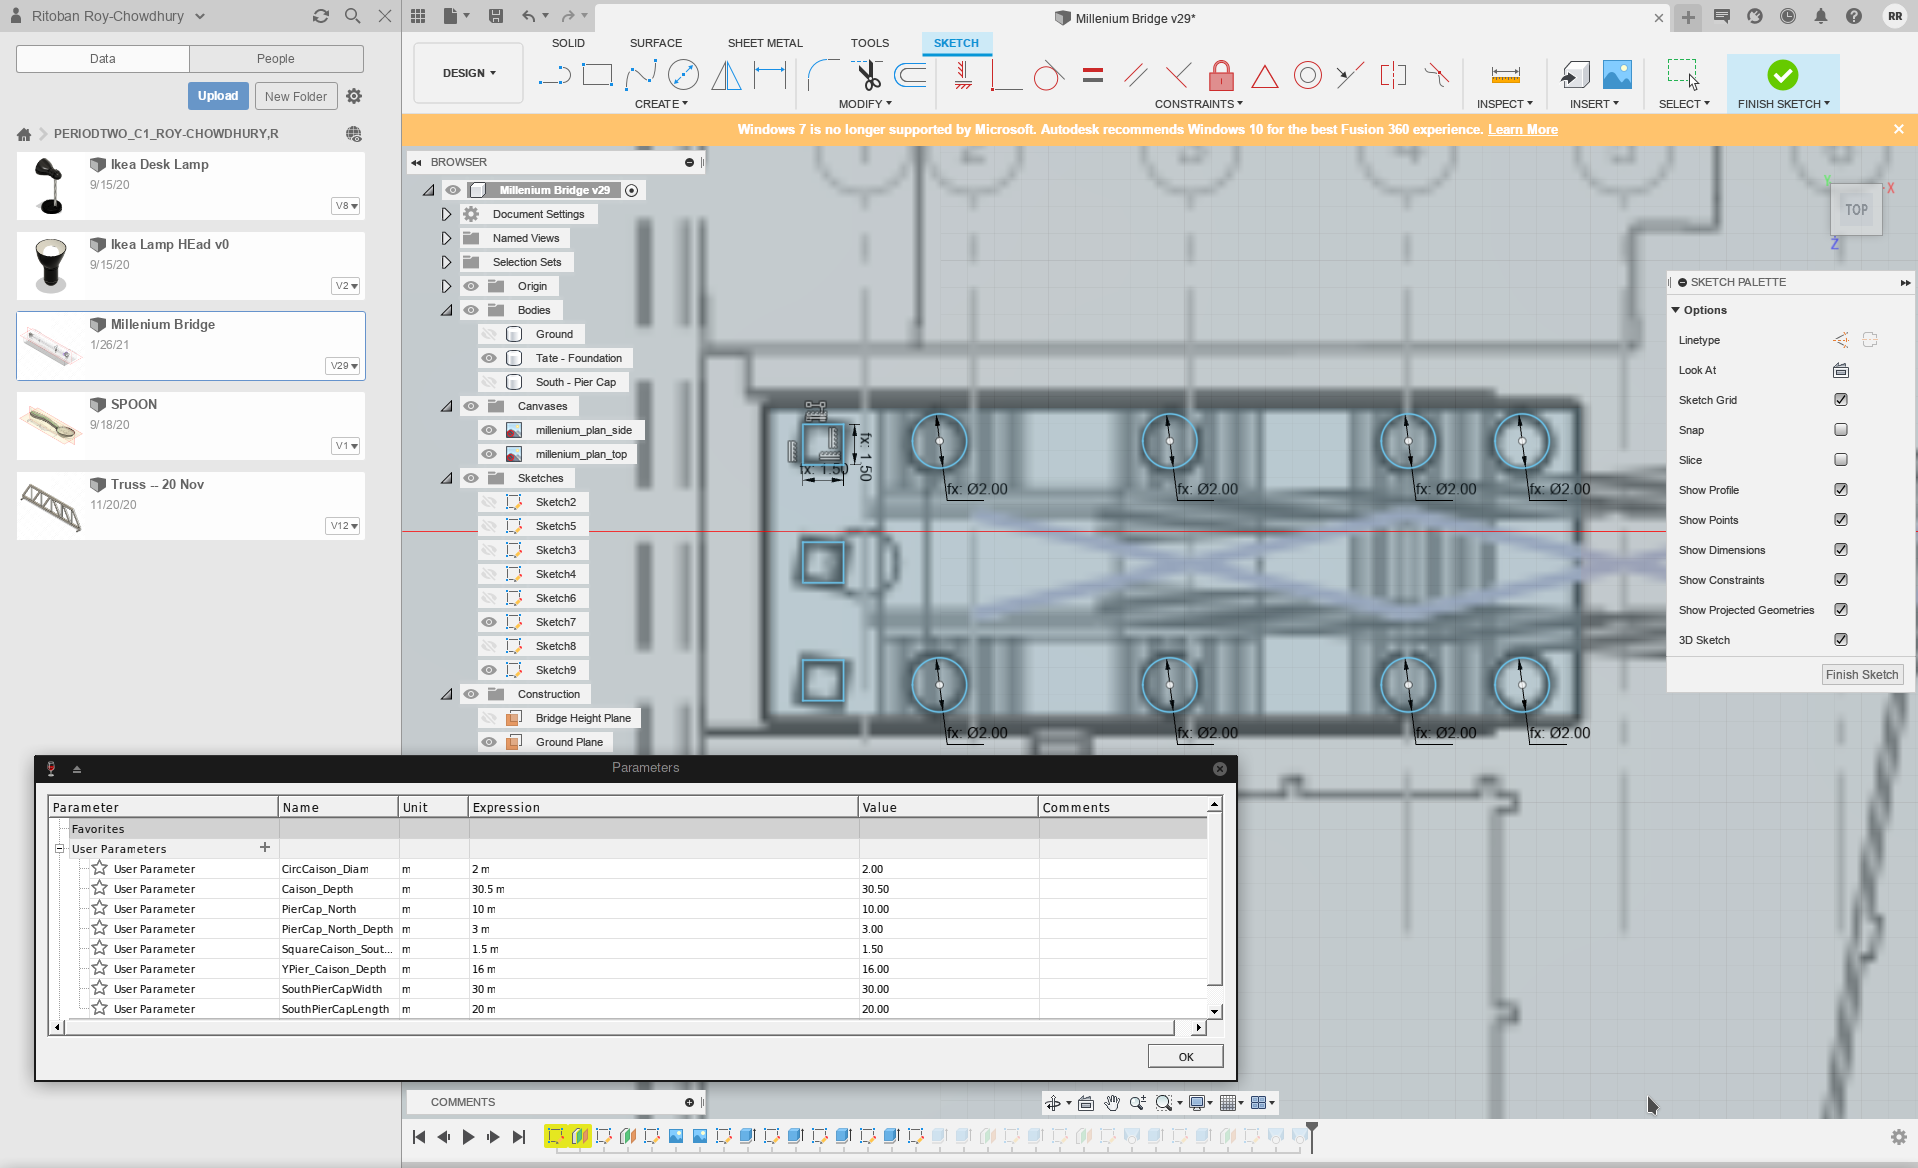 Ritoban Roy-Chowdhury
Millenium Bridge v29*
RR
Data
People
Upload
New Folder
PERIODTWO_C1_ROY-CHOWDHURY,R
Ikea Desk Lamp
9/15/20
V8
Ikea Lamp HEad v0
9/15/20
V2
Millenium Bridge
1/26/21
V29
SPOON
9/18/20
V1
Truss -- 20 Nov
11/20/20
V12
DESIGN
SOLID
SURFACE
SHEET METAL
TOOLS
SKETCH
CREATE
MODIFY
CONSTRAINTS
INSPECT
INSERT
SELECT
FINISH SKETCH
Windows 7 is no longer supported by Microsoft. Autodesk recommends Windows 10 for the best Fusion 360 experience. Learn More
BROWSER
Millenium Bridge v29
Document Settings
Named Views
Selection Sets
Origin
Bodies
Ground
Tate - Foundation
South - Pier Cap
Canvases
millenium_plan_side
millenium_plan_top
Sketches
Sketch2
Sketch5
Sketch3
Sketch4
Sketch6
Sketch7
Sketch8
Sketch9
Construction
Bridge Height Plane
Ground Plane
1
2
3
4
5
6
Y
X
TOP
Z
fx: 1.50
fx: 1.50
fx: Ø2.00
fx: Ø2.00
fx: Ø2.00
fx: Ø2.00
fx: Ø2.00
fx: Ø2.00
fx: Ø2.00
fx: Ø2.00
SKETCH PALETTE
Options
Linetype
Look At
Sketch Grid
Snap
Slice
Show Profile
Show Points
Show Dimensions
Show Constraints
Show Projected Geometries
3D Sketch
Finish Sketch
Parameters
Parameter Name Unit Expression Value Comments
Favorites
User Parameters
User Parameter CircCaison_Diam m 2 m 2.00
User Parameter Caison_Depth m 30.5 m 30.50
User Parameter PierCap_North m 10 m 10.00
User Parameter PierCap_North_Depth m 3 m 3.00
User Parameter SquareCaison_Sout... m 1.5 m 1.50
User Parameter YPier_Caison_Depth m 16 m 16.00
User Parameter SouthPierCapWidth m 30 m 30.00
User Parameter SouthPierCapLength m 20 m 20.00
OK
COMMENTS